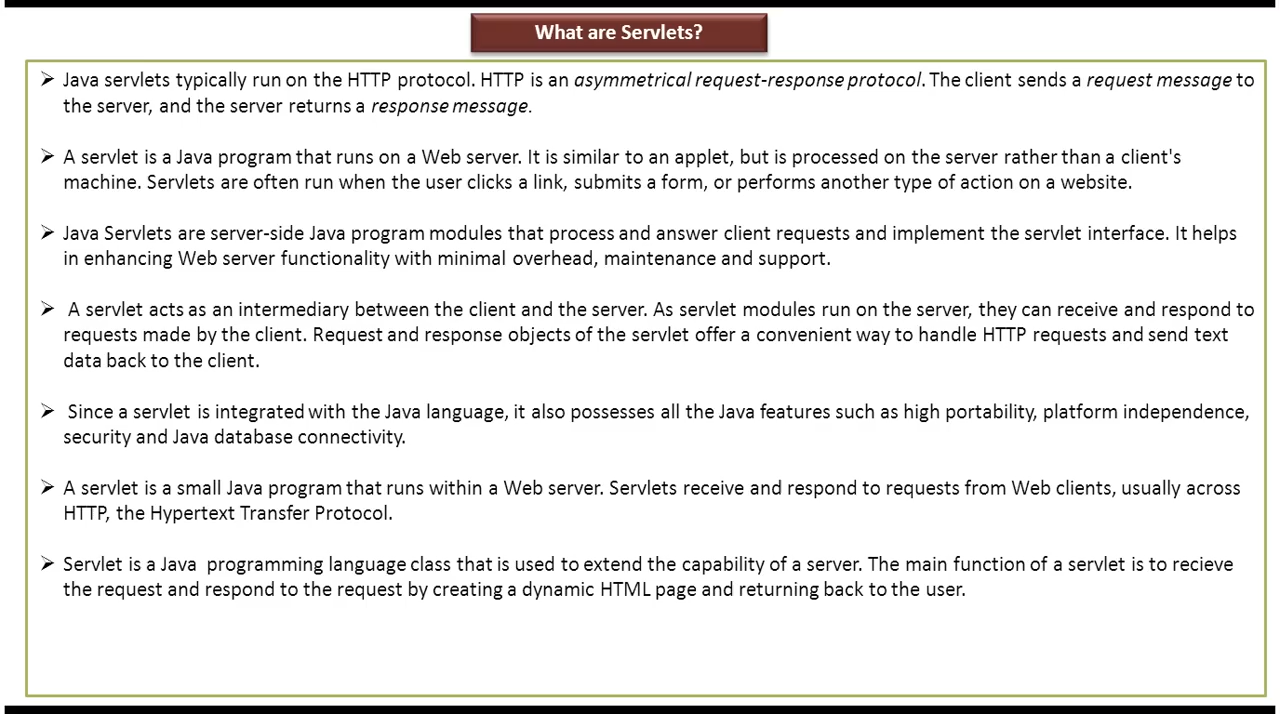 What are Servlets?
➢ Java servlets typically run on the HTTP protocol. HTTP is an asymmetrical request-response protocol. The client sends a request message to
the server, and the server returns a response message.
➢ A servlet is a Java program that runs on a Web server. It is similar to an applet, but is processed on the server rather than a client's
machine. Servlets are often run when the user clicks a link, submits a form, or performs another type of action on a website.
➢ Java Servlets are server-side Java program modules that process and answer client requests and implement the servlet interface. It helps
in enhancing Web server functionality with minimal overhead, maintenance and support.
➢ A servlet acts as an intermediary between the client and the server. As servlet modules run on the server, they can receive and respond to
requests made by the client. Request and response objects of the servlet offer a convenient way to handle HTTP requests and send text
data back to the client.
➢ Since a servlet is integrated with the Java language, it also possesses all the Java features such as high portability, platform independence,
security and Java database connectivity.
➢ A servlet is a small Java program that runs within a Web server. Servlets receive and respond to requests from Web clients, usually across
HTTP, the Hypertext Transfer Protocol.
➢ Servlet is a Java programming language class that is used to extend the capability of a server. The main function of a servlet is to recieve
the request and respond to the request by creating a dynamic HTML page and returning back to the user.